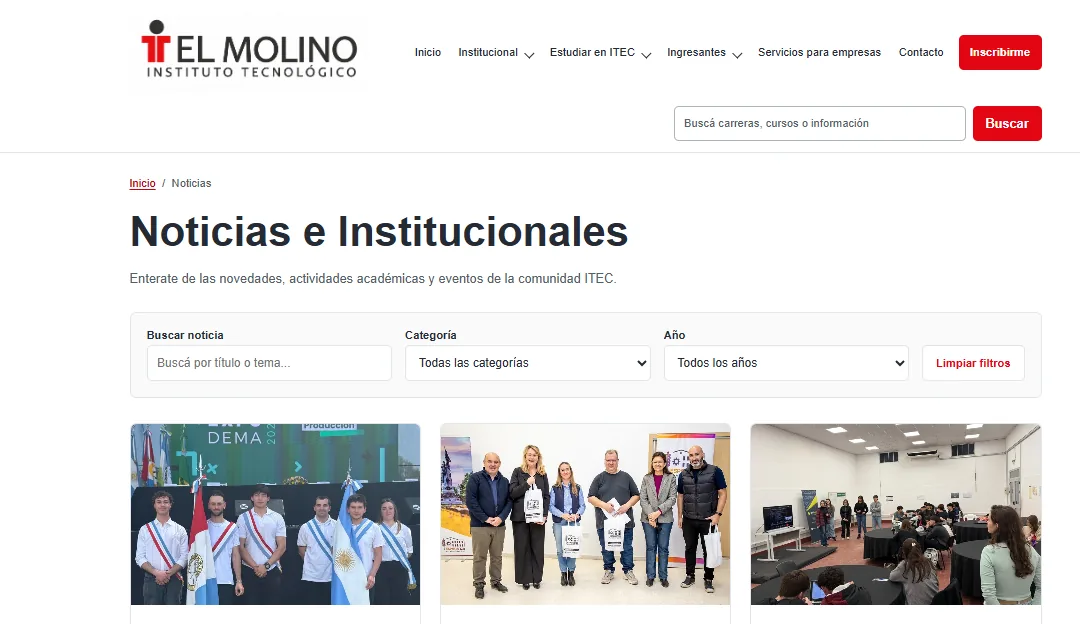 EL MOLINO
INSTITUTO TECNOLÓGICO
Inicio
Institucional
Estudiar en ITEC
Ingresantes
Servicios para empresas
Contacto
Inscribirme
Buscá carreras, cursos o información
Buscar
Inicio / Noticias
Noticias e Institucionales
Enterate de las novedades, actividades académicas y eventos de la comunidad ITEC.
Buscar noticia
Categoría
Año
Buscá por título o tema...
Todas las categorías
Todos los años
Limpiar filtros
Producción
DEMA